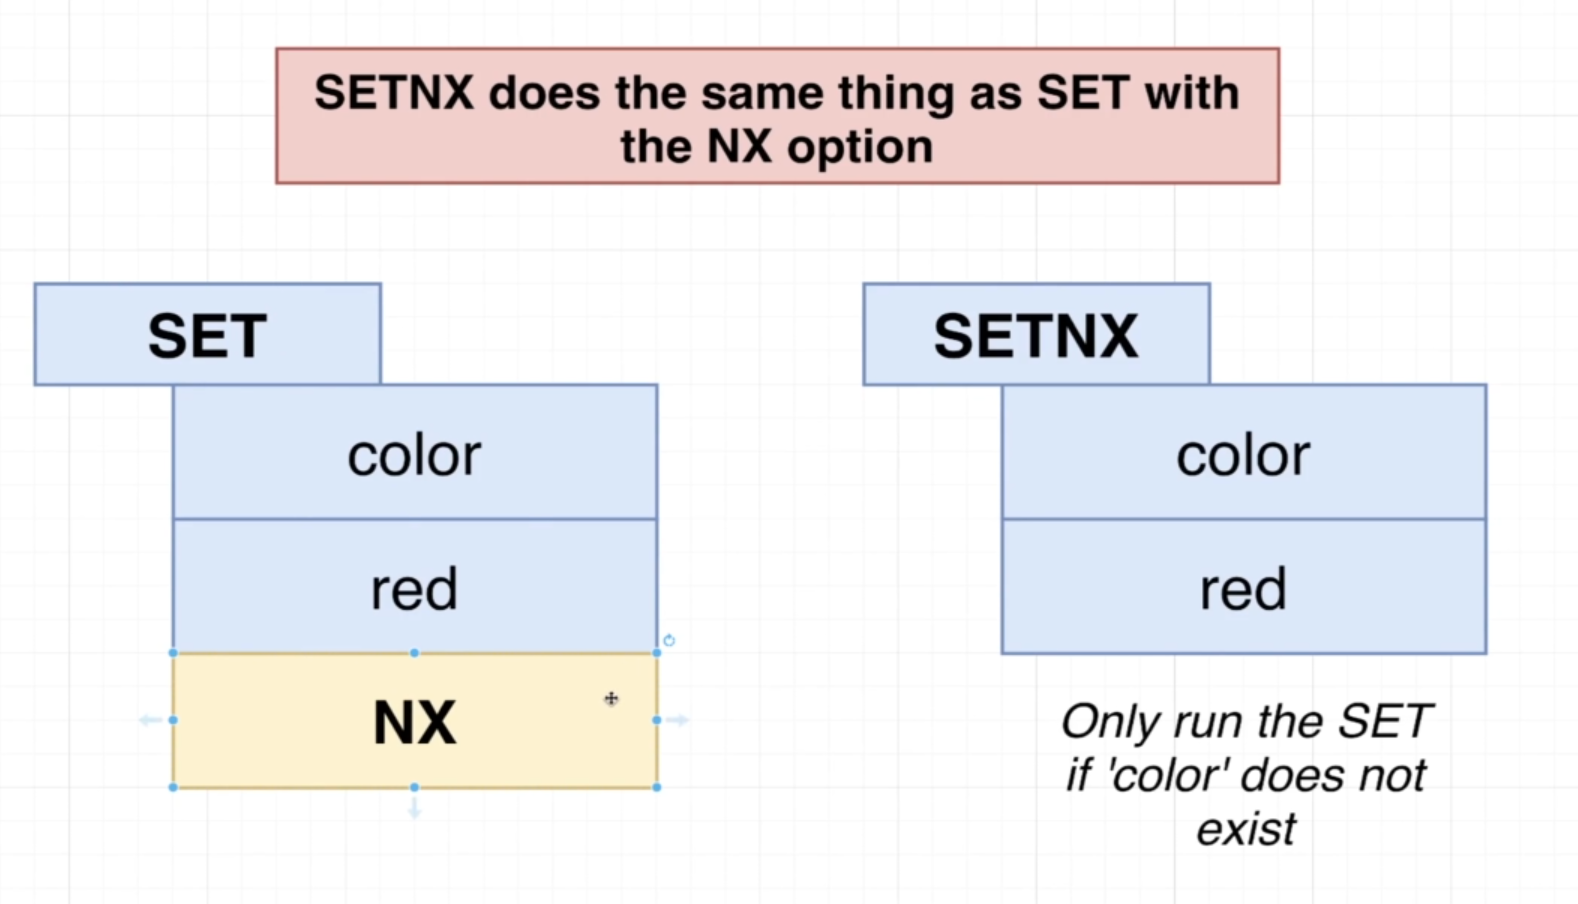 SETNX does the same thing as SET with
the NX option
SET
color
red
NX
SETNX
color
red
Only run the SET
if 'color' does not
exist